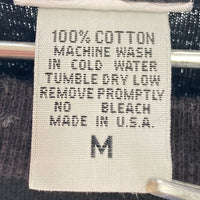 100% COTTON
MACHINE WASH
IN COLD WATER
TUMBLE DRY LOW
REMOVE PROMPTLY
NO BLEACH
MADE IN U.S.A.
M